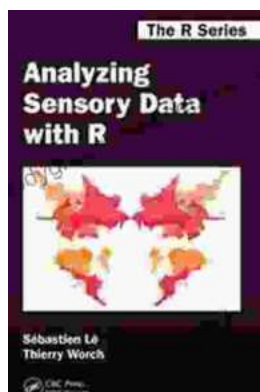 The R Series
Analyzing
Sensory Data
with R
Sébastien Lê
Thierry Worch
CRC Press